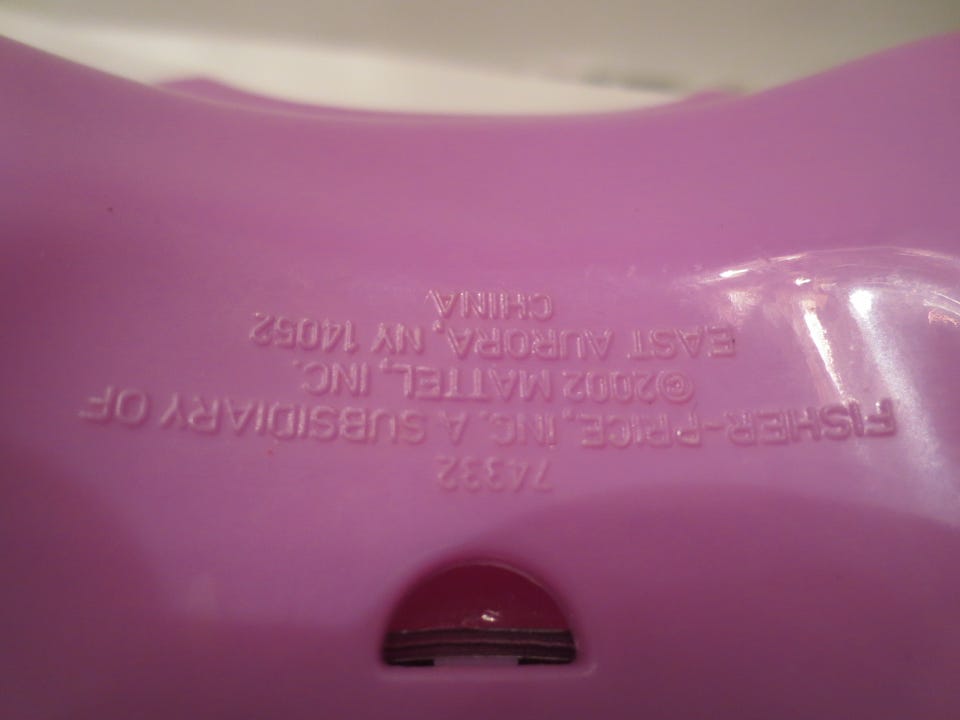 74332
FISHER-PRICE, INC. A SUBSIDIARY OF
©2002 MATTEL, INC.
EAST AURORA, NY 14052
CHINA